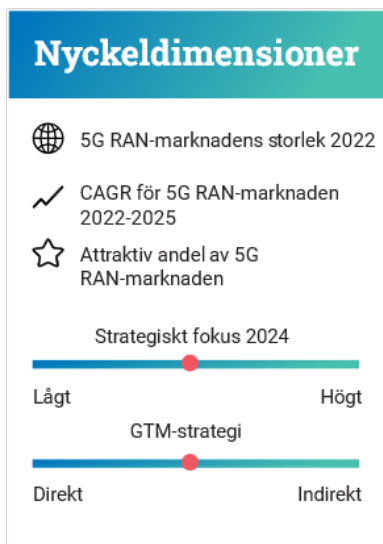 Nyckeldimensioner
5G RAN-marknadens storlek 2022
CAGR för 5G RAN-marknaden
2022-2025
Attraktiv andel av 5G
RAN-marknaden
Strategiskt fokus 2024
Lågt Högt
GTM-strategi
Direkt Indirekt